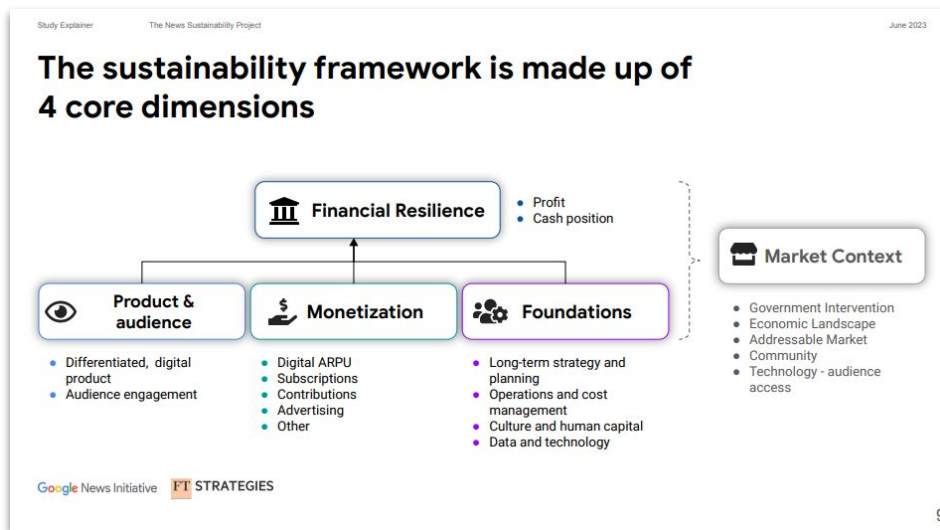 Study Explainer
The News Sustainability Project
June 2023
The sustainability framework is made up of
4 core dimensions
Financial Resilience
• Profit
• Cash position
Market Context
• Government Intervention
• Economic Landscape
• Addressable Market
• Community
• Technology - audience
access
Product &
audience
• Differentiated, digital
product
• Audience engagement
$
Monetization
• Digital ARPU
• Subscriptions
• Contributions
• Advertising
• Other
Foundations
• Long-term strategy and
planning
• Operations and cost
management
• Culture and human capital
• Data and technology
Google News Initiative
FT STRATEGIES